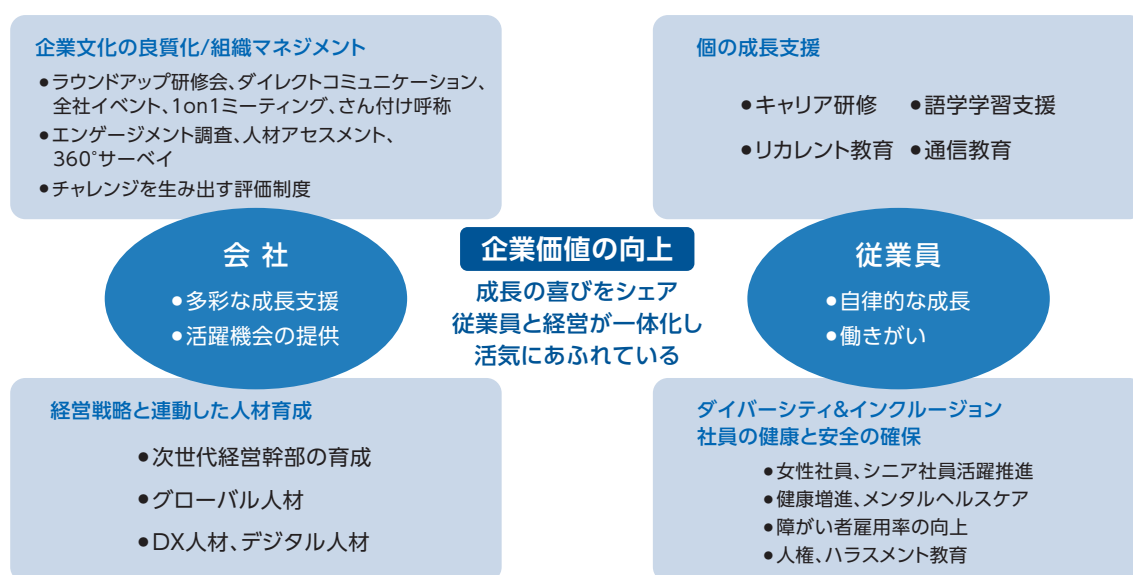 企業文化の良質化/組織マネジメント
●ラウンドアップ研修会、ダイレクトコミュニケーション、
全社イベント、1on1ミーティング、さん付け呼称
●エンゲージメント調査、人材アセスメント、
360°サーベイ
●チャレンジを生み出す評価制度
個の成長支援
●キャリア研修 ●語学学習支援
●リカレント教育 ●通信教育
会 社
●多彩な成長支援
●活躍機会の提供
企業価値の向上
成長の喜びをシェア
従業員と経営が一体化し
活気にあふれている
従業員
●自律的な成長
●働きがい
経営戦略と連動した人材育成
●次世代経営幹部の育成
●グローバル人材
●DX人材、デジタル人材
ダイバーシティ&インクルージョン
社員の健康と安全の確保
●女性社員、シニア社員活躍推進
●健康増進、メンタルヘルスケア
●障がい者雇用率の向上
●人権、ハラスメント教育